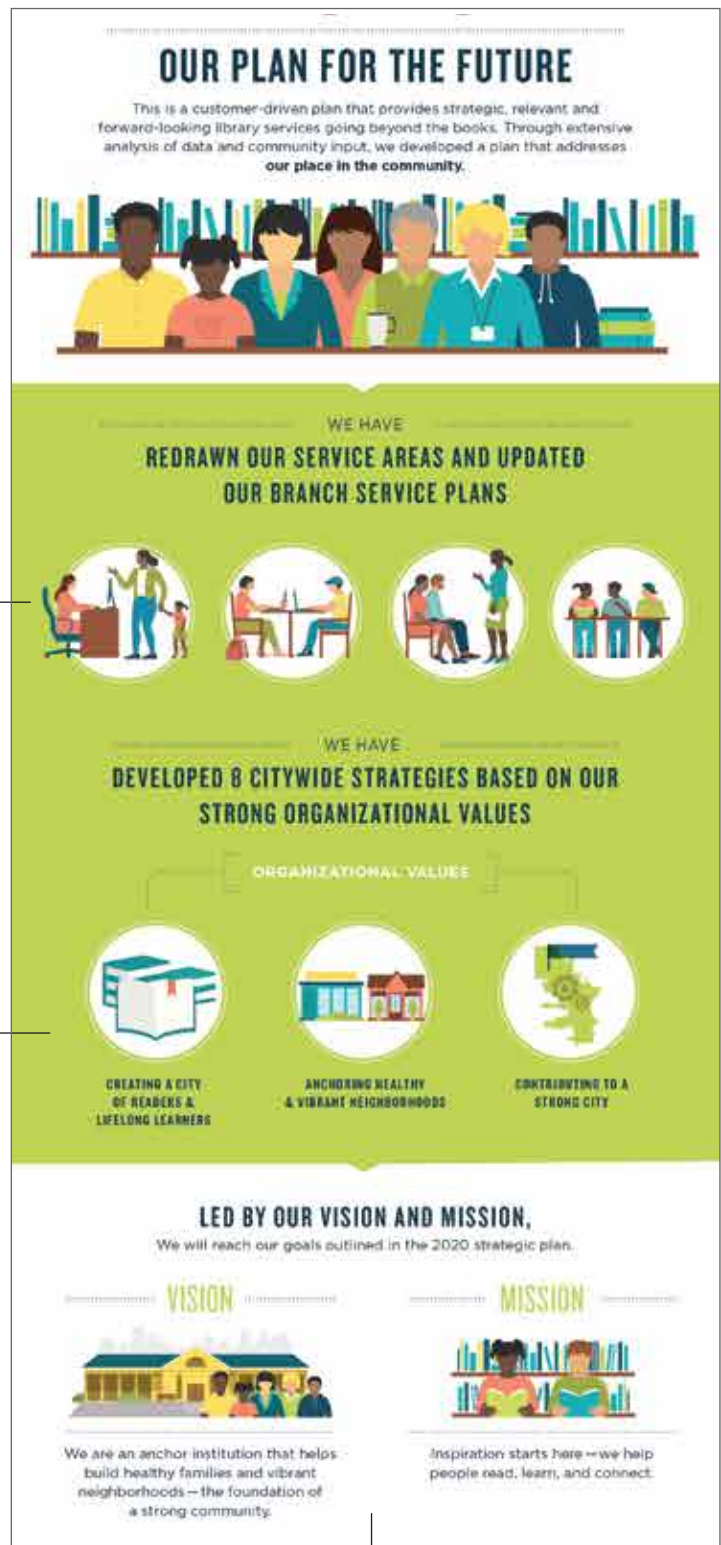 OUR PLAN FOR THE FUTURE
This is a customer-driven plan that provides strategic, relevant and
forward-looking library services going beyond the books. Through extensive
analysis of data and community input, we developed a plan that addresses
our place in the community.
WE HAVE
REDRAWN OUR SERVICE AREAS AND UPDATED
OUR BRANCH SERVICE PLANS
WE HAVE
DEVELOPED 8 CITYWIDE STRATEGIES BASED ON OUR
STRONG ORGANIZATIONAL VALUES
ORGANIZATIONAL VALUES
CREATING A CITY
OF READERS &
LIFELONG LEARNERS
ANCHORING HEALTHY
& VIBRANT NEIGHBORHOODS
CONTRIBUTING TO A
STRONG CITY
LED BY OUR VISION AND MISSION,
We will reach our goals outlined in the 2020 strategic plan.
VISION
We are an anchor institution that helps
build healthy families and vibrant
neighborhoods—the foundation of
a strong community.
MISSION
Inspiration starts here—we help
people read, learn, and connect.